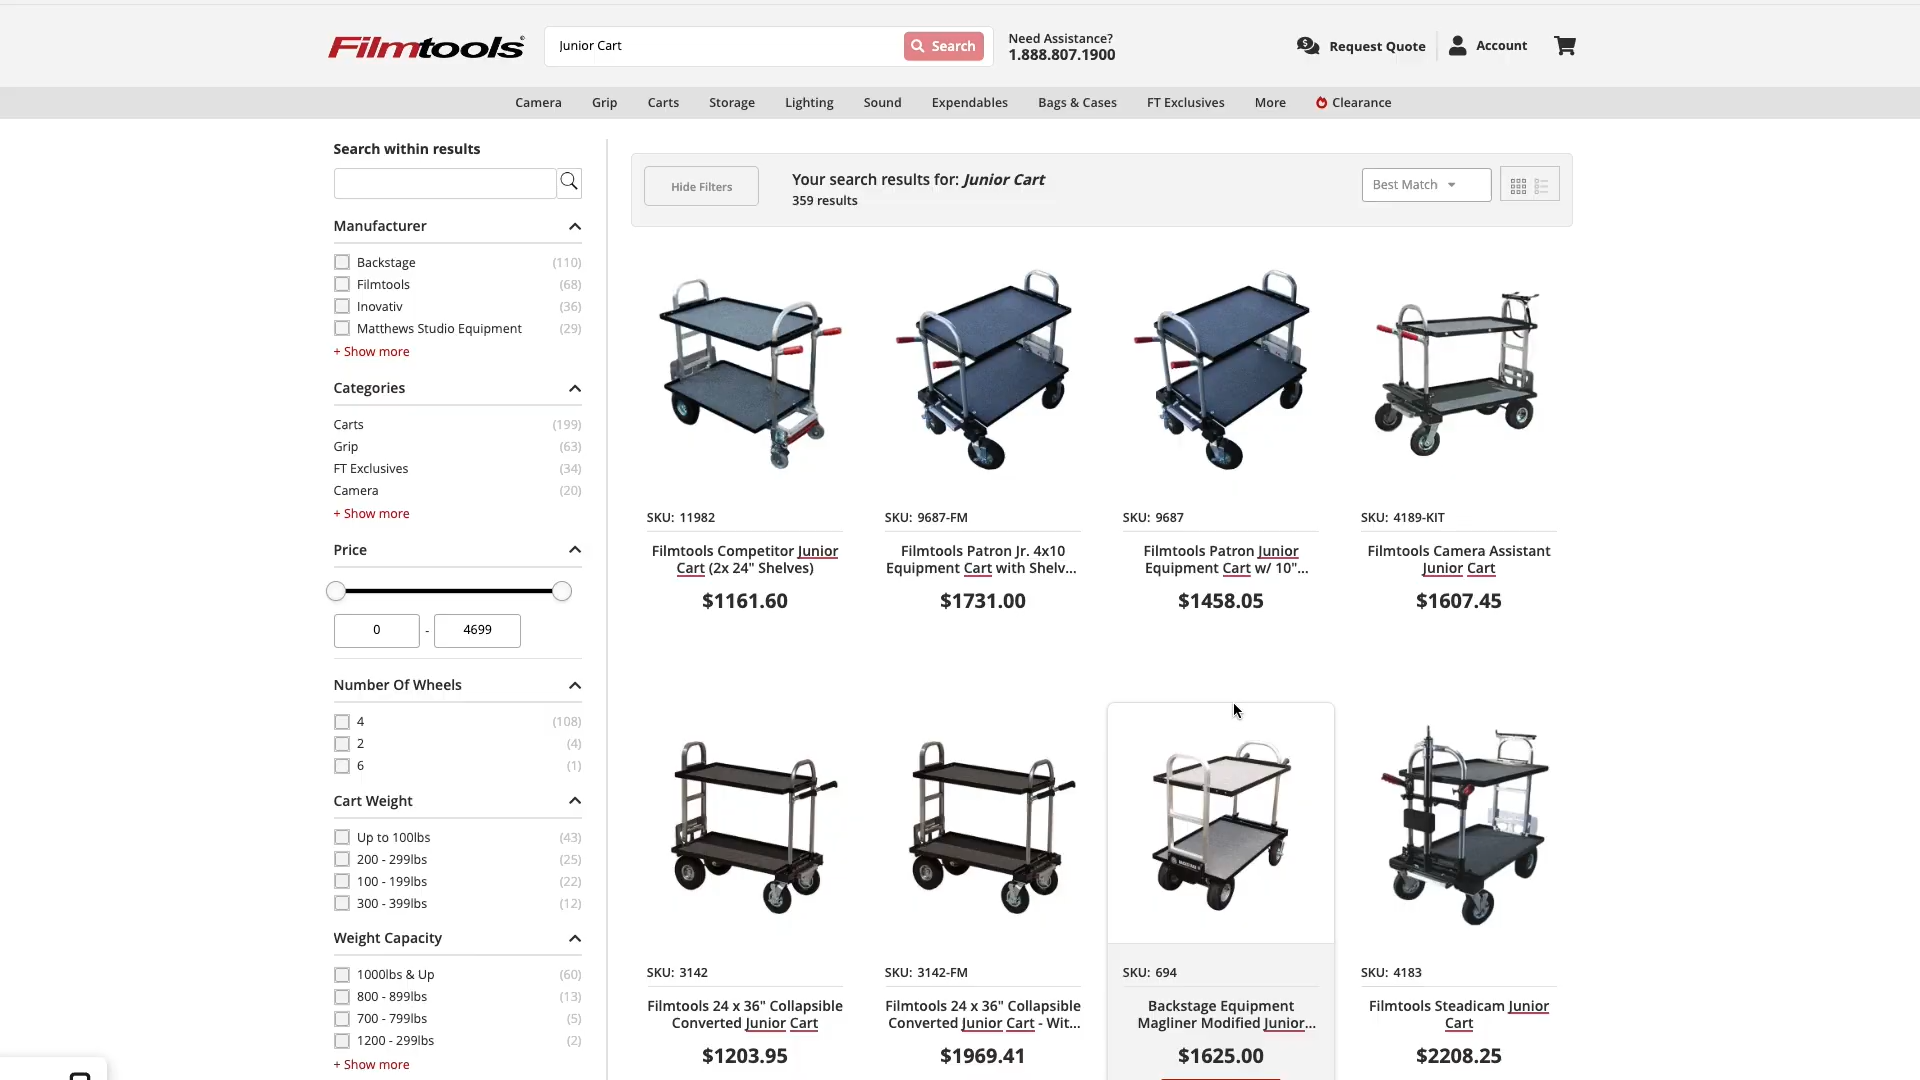 Filmtools
Junior Cart
Search
Need Assistance?
1.888.807.1900
Request Quote
Account
Camera
Grip
Carts
Storage
Lighting
Sound
Expendables
Bags & Cases
FT Exclusives
More
Clearance
Search within results
Manufacturer
Backstage (110)
Filmtools (68)
Inovativ (36)
Matthews Studio Equipment (29)
+ Show more
Categories
Carts (199)
Grip (63)
FT Exclusives (34)
Camera (20)
+ Show more
Price
0 - 4699
Number Of Wheels
4 (108)
2 (4)
6 (1)
Cart Weight
Up to 100lbs (43)
200 - 299lbs (25)
100 - 199lbs (22)
300 - 399lbs (12)
Weight Capacity
1000lbs & Up (60)
800 - 899lbs (13)
700 - 799lbs (5)
1200 - 299lbs (2)
+ Show more
Hide Filters
Your search results for: Junior Cart
359 results
Best Match
SKU: 11982
Filmtools Competitor Junior
Cart (2x 24" Shelves)
$1161.60
SKU: 9687-FM
Filmtools Patron Jr. 4x10
Equipment Cart with Shelv...
$1731.00
SKU: 9687
Filmtools Patron Junior
Equipment Cart w/ 10"...
$1458.05
SKU: 4189-KIT
Filmtools Camera Assistant
Junior Cart
$1607.45
SKU: 3142
Filmtools 24 x 36" Collapsible
Converted Junior Cart
$1203.95
SKU: 3142-FM
Filmtools 24 x 36" Collapsible
Converted Junior Cart - Wit...
$1969.41
SKU: 694
Backstage Equipment
Magliner Modified Junior...
$1625.00
SKU: 4183
Filmtools Steadicam Junior
Cart
$2208.25